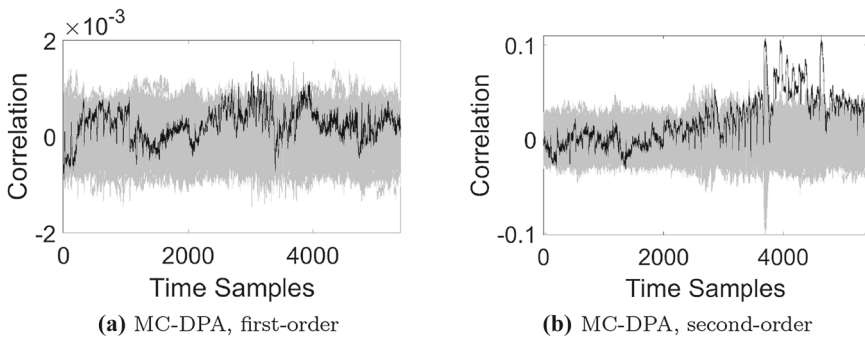 2 ×10⁻³
0
-2
Correlation
0 2000 4000
Time Samples
(a) MC-DPA, first-order
0.1
0
-0.1
Correlation
0 2000 4000
Time Samples
(b) MC-DPA, second-order